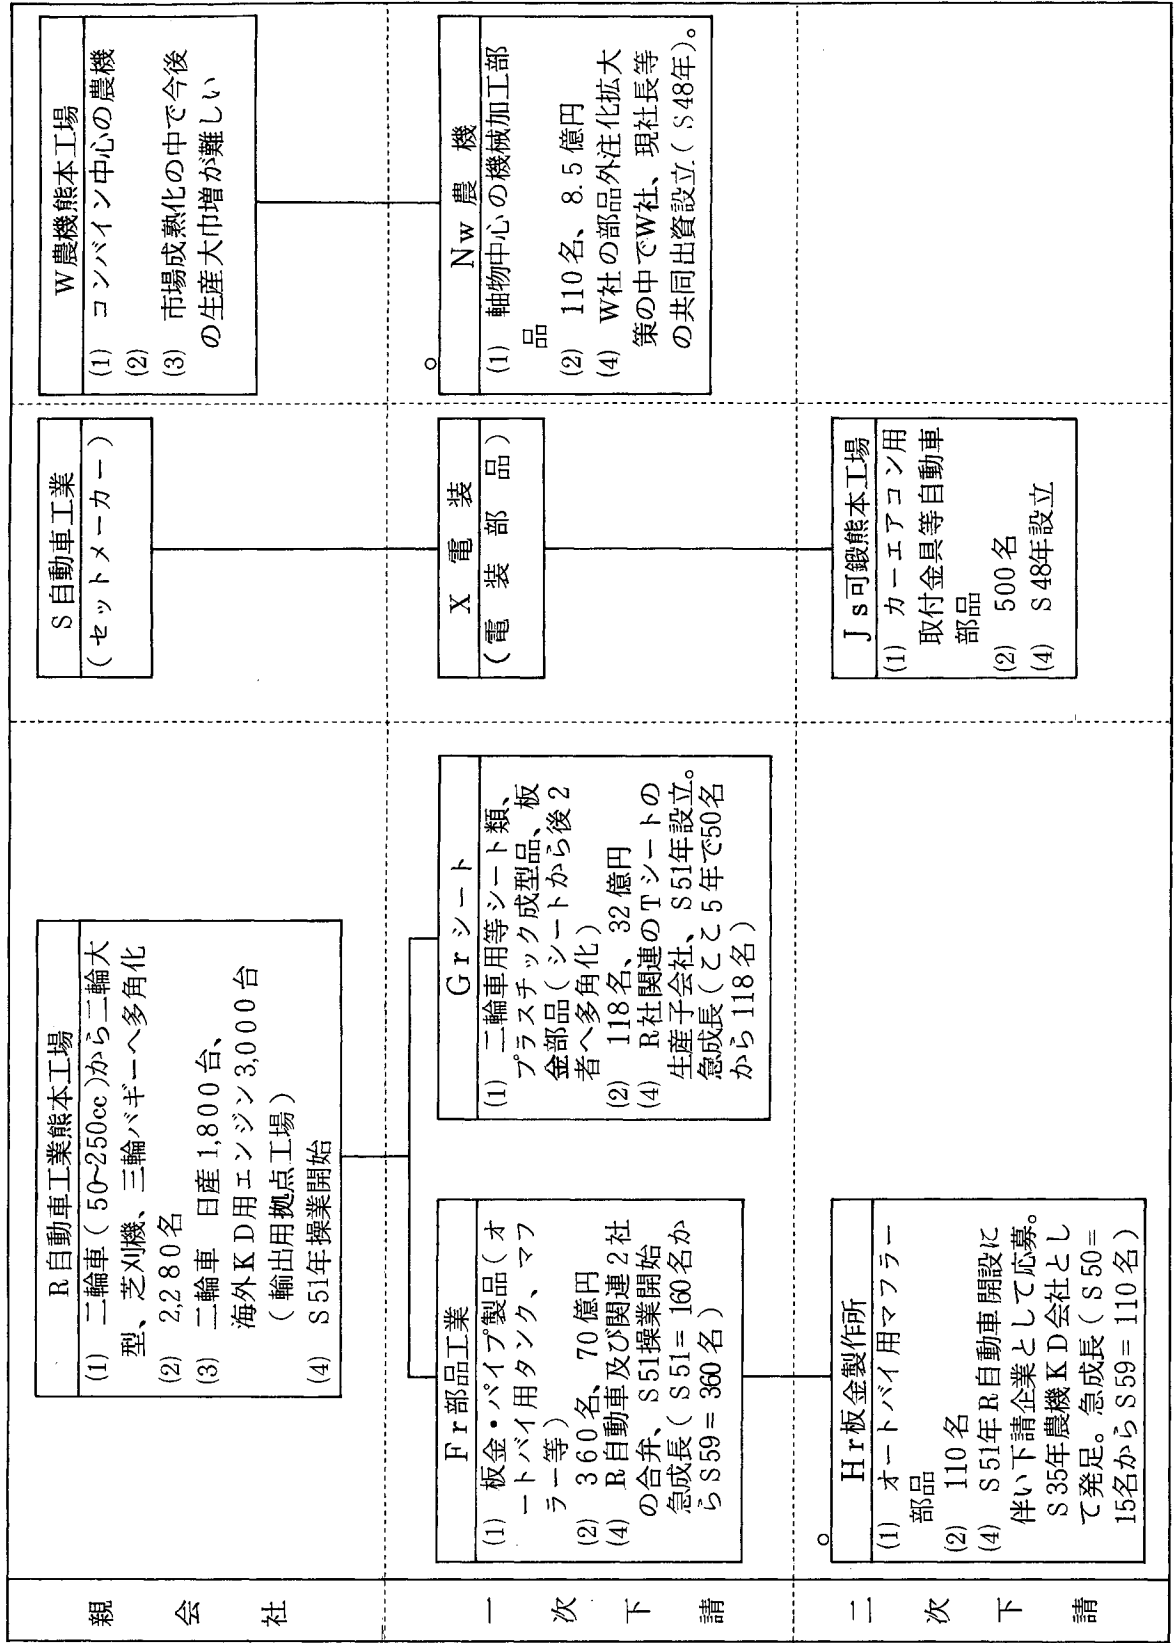 親会社
R自動車工業熊本工場
(1) 二輪車(50~250cc)から二輪大
型、芝刈機、三輪バギーへ多角化
(2) 2,280名
(3) 二輪車 日産1,800台、
海外KD用エンジン3,000台
(輸出用拠点工場)
(4) S51年操業開始
S自動車工業
(セットメーカー)
W農機熊本工場
(1) コンバイン中心の農機
(2)
(3) 市場成熟化の中で今後
の生産大巾増が難しい
一次下請
Fr部品工業
(1) 板金・パイプ製品(オ
ートバイ用タンク、マフ
ラー等)
(2) 360名、70億円
(4) R自動車及び関連2社
の合弁、S51操業開始
急成長(S51=160名か
らS59=360名)
Grシート
(1) 二輪車用等シート類、
プラスチック成型品、板
金部品(シートから後2
者へ多角化)
(2) 118名、32億円
(4) R社関連のTシートの
生産子会社、S51年設立。
急成長(ここ5年で50名
から118名)
X電装
(電装部品)
○
Nw農機
(1) 軸物中心の機械加工部
品
(2) 110名、8.5億円
(4) W社の部品外注化拡大
策の中でW社、現社長等
の共同出資設立(S48年)。
二次下請
○
Hr板金製作所
(1) オートバイ用マフラー
部品
(2) 110名
(4) S51年R自動車開設に
伴い下請企業として応募。
S35年農機KD会社とし
て発足。急成長(S50=
15名からS59=110名)
Js可鍛熊本工場
(1) カーエアコン用
取付金具等自動車
部品
(2) 500名
(4) S48年設立